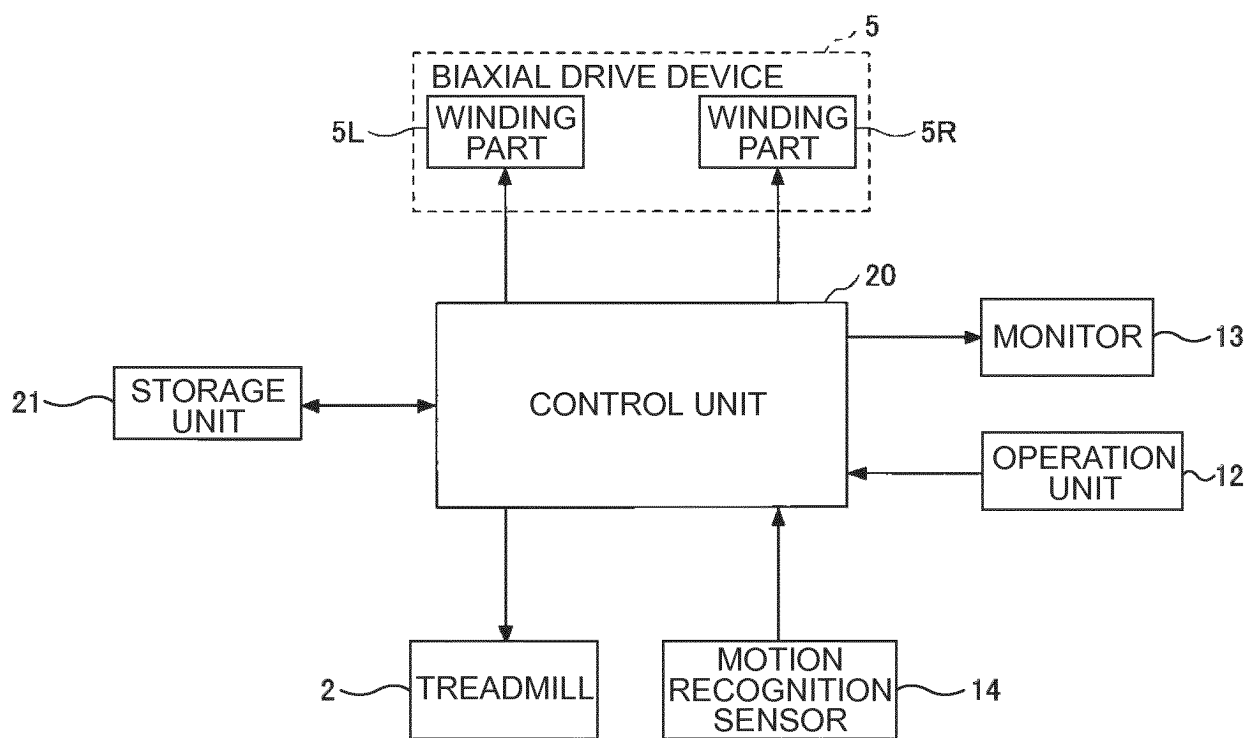 5
BIAXIAL DRIVE DEVICE
5L
WINDING
PART
WINDING
PART
5R
20
CONTROL UNIT
MONITOR
13
21
STORAGE
UNIT
OPERATION
UNIT
12
2
TREADMILL
MOTION
RECOGNITION
SENSOR
14